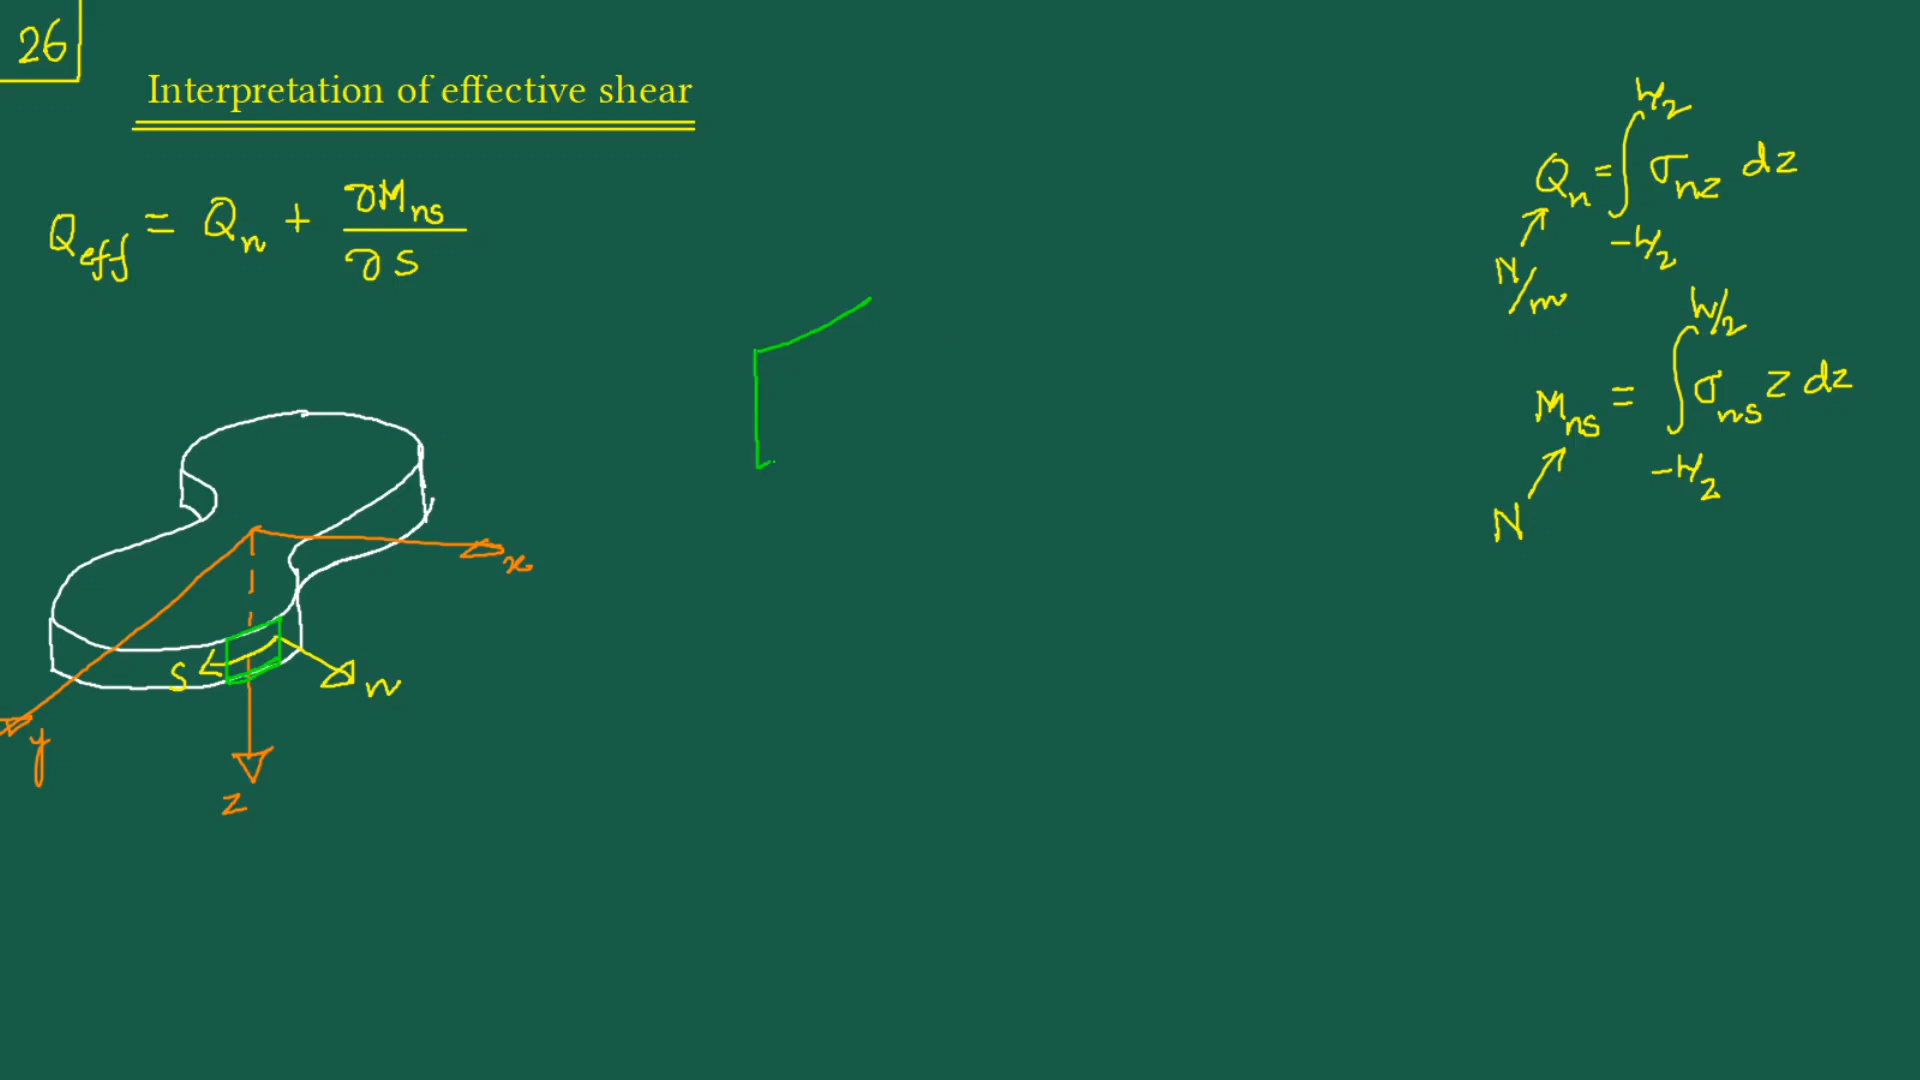 26
Interpretation of effective shear
Q_eff = Q_n + ∂M_ns/∂s
Q_n = ∫_{-h/2}^{h/2} σ_nz dz
N/m
M_ns = ∫_{-h/2}^{h/2} σ_ns z dz
N
x
s
n
y
z